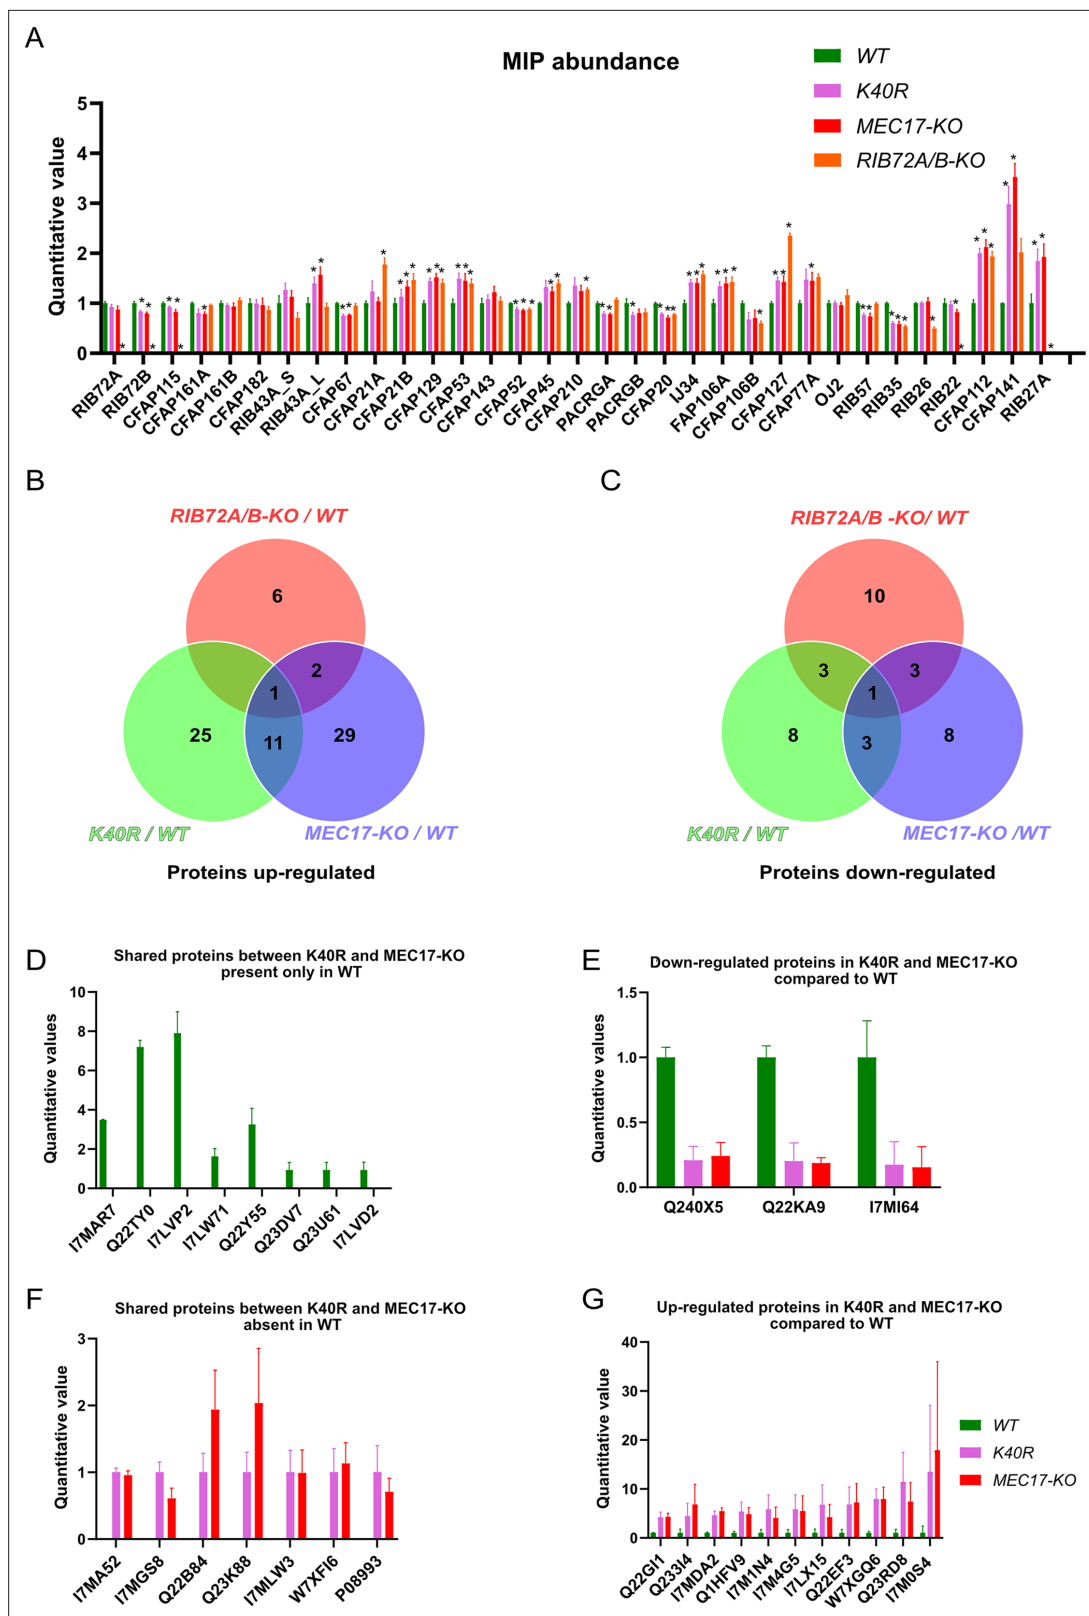 A
MIP abundance
WT
K40R
MEC17-KO
RIB72A/B-KO
Quantitative value
5
4
3
2
1
0
RIB72A
RIB72B
CFAP115
CFAP161A
CFAP161B
CFAP182
RIB43A_S
RIB43A_L
CFAP67
CFAP21A
CFAP21B
CFAP129
CFAP53
CFAP143
CFAP52
CFAP45
CFAP210
PACRGA
PACRGB
CFAP20
IJ34
FAP106A
CFAP106B
CFAP127
CFAP77A
OJ2
RIB57
RIB35
RIB26
RIB22
CFAP112
CFAP141
RIB27A
B
RIB72A/B-KO / WT
6
2
1
25
11
29
K40R / WT
MEC17-KO / WT
Proteins up-regulated
C
RIB72A/B -KO/ WT
10
3
3
1
8
3
8
K40R / WT
MEC17-KO /WT
Proteins down-regulated
D
Shared proteins between K40R and MEC17-KO
present only in WT
Quantitative values
10
8
6
4
2
0
I7MAR7
Q22TY0
I7LVP2
I7LW71
Q22Y55
Q23DV7
Q23U61
I7LVD2
E
Down-regulated proteins in K40R and MEC17-KO
compared to WT
Quantitative values
1.5
1.0
0.5
0.0
Q240X5
Q22KA9
I7MI64
F
Shared proteins between K40R and MEC17-KO
absent in WT
Quantitative value
3
2
1
0
I7MA52
I7MGS8
Q22B84
Q23K88
I7MLW3
W7XFI6
P08993
G
Up-regulated proteins in K40R and MEC17-KO
compared to WT
Quantitative value
40
30
20
10
0
Q22GI1
Q233I4
I7MDA2
Q1HFV9
I7M1N4
I7M4G5
I7LX15
Q22EF3
W7XGQ6
Q23RD8
I7M0S4
WT
K40R
MEC17-KO